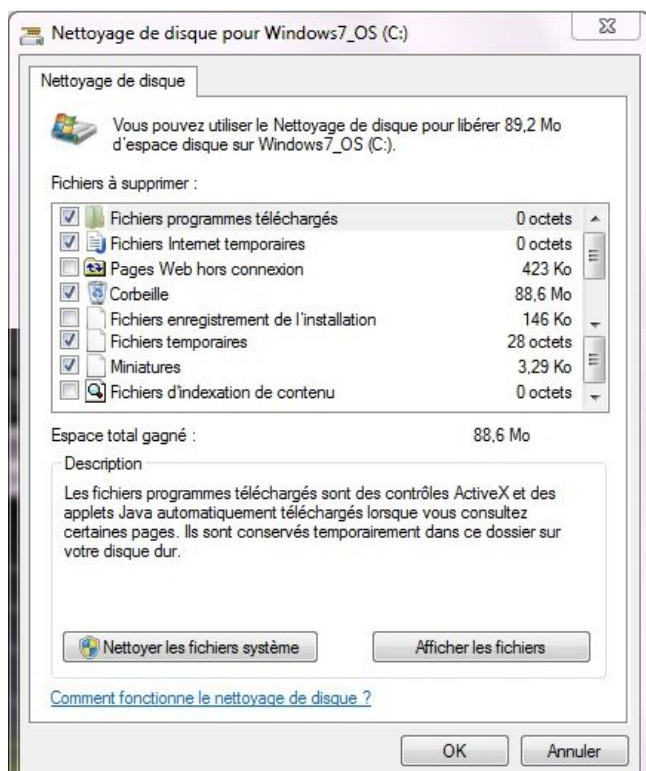 Nettoyage de disque pour Windows7_OS (C:)
Nettoyage de disque
Vous pouvez utiliser le Nettoyage de disque pour libérer 89,2 Mo
d'espace disque sur Windows7_OS (C:).
Fichiers à supprimer :
Fichiers programmes téléchargés 0 octets
Fichiers Internet temporaires 0 octets
Pages Web hors connexion 423 Ko
Corbeille 88,6 Mo
Fichiers enregistrement de l'installation 146 Ko
Fichiers temporaires 28 octets
Miniatures 3,29 Ko
Fichiers d'indexation de contenu 0 octets
Espace total gagné : 88,6 Mo
Description
Les fichiers programmes téléchargés sont des contrôles ActiveX et des
applets Java automatiquement téléchargés lorsque vous consultez
certaines pages. Ils sont conservés temporairement dans ce dossier sur
votre disque dur.
Nettoyer les fichiers système Afficher les fichiers
Comment fonctionne le nettoyage de disque ?
OK Annuler